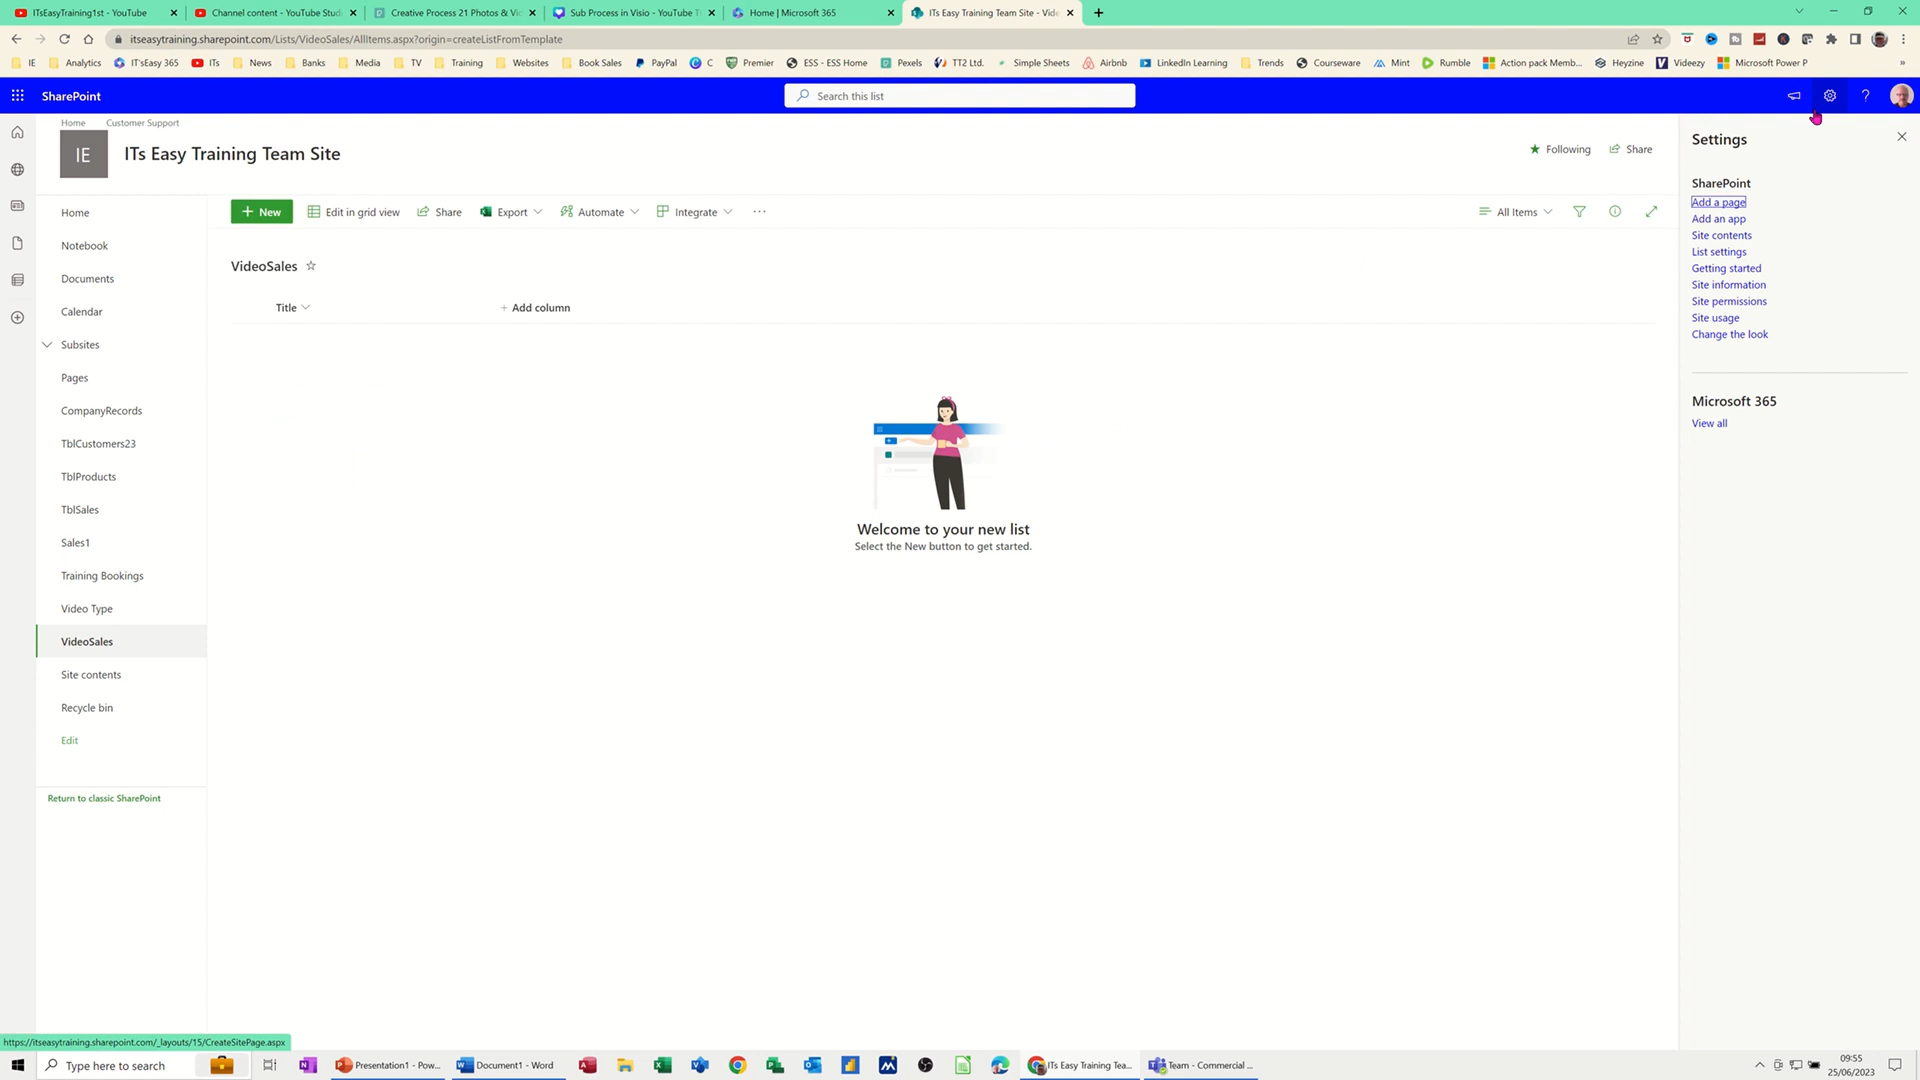 ITsEasyTraining1st - YouTube
Channel content - YouTube Stud
Creative Process 21 Photos & Vi
Sub Process in Visio - YouTube T
Home | Microsoft 365
ITs Easy Training Team Site - Vide
itseasytraining.sharepoint.com/Lists/VideoSales/AllItems.aspx?origin=createListFromTemplate
IE
Analytics
IT'sEasy 365
ITs
News
Banks
Media
TV
Training
Websites
Book Sales
PayPal
C
Premier
ESS - ESS Home
Pexels
TT2 Ltd.
Simple Sheets
Airbnb
LinkedIn Learning
Trends
Courseware
Mint
Rumble
Action pack Memb...
Heyzine
Videezy
Microsoft Power P
»
SharePoint
Search this list
?
Home
Customer Support
IE
ITs Easy Training Team Site
Following
Share
Home
Notebook
Documents
Calendar
Subsites
Pages
CompanyRecords
TblCustomers23
TblProducts
TblSales
Sales1
Training Bookings
Video Type
VideoSales
Site contents
Recycle bin
Edit
Return to classic SharePoint
+ New
Edit in grid view
Share
Export
Automate
Integrate
...
All Items
VideoSales
Title
+ Add column
Welcome to your new list
Select the New button to get started.
Settings
SharePoint
Add a page
Add an app
Site contents
List settings
Getting started
Site information
Site permissions
Site usage
Change the look
Microsoft 365
View all
https://itseasytraining.sharepoint.com/_layouts/15/CreateSitePage.aspx
Type here to search
Presentation1 - Pow...
Document1 - Word
ITs Easy Training Tea...
Team - Commercial ...
09:55
25/06/2023